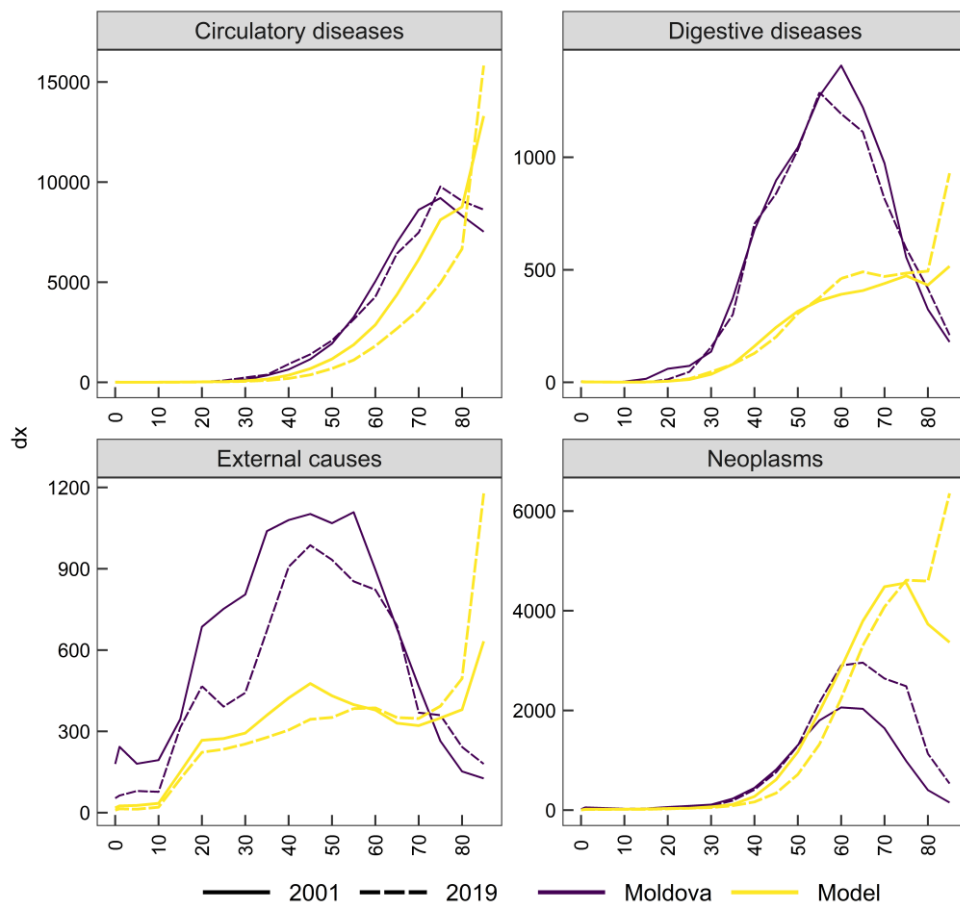 Circulatory diseases
Digestive diseases
15000
10000
5000
0
1000
500
0
0 10 20 30 40 50 60 70 80
0 10 20 30 40 50 60 70 80
dx
External causes
Neoplasms
1200
900
600
300
0
6000
4000
2000
0
0 10 20 30 40 50 60 70 80
0 10 20 30 40 50 60 70 80
2001 2019 Moldova Model